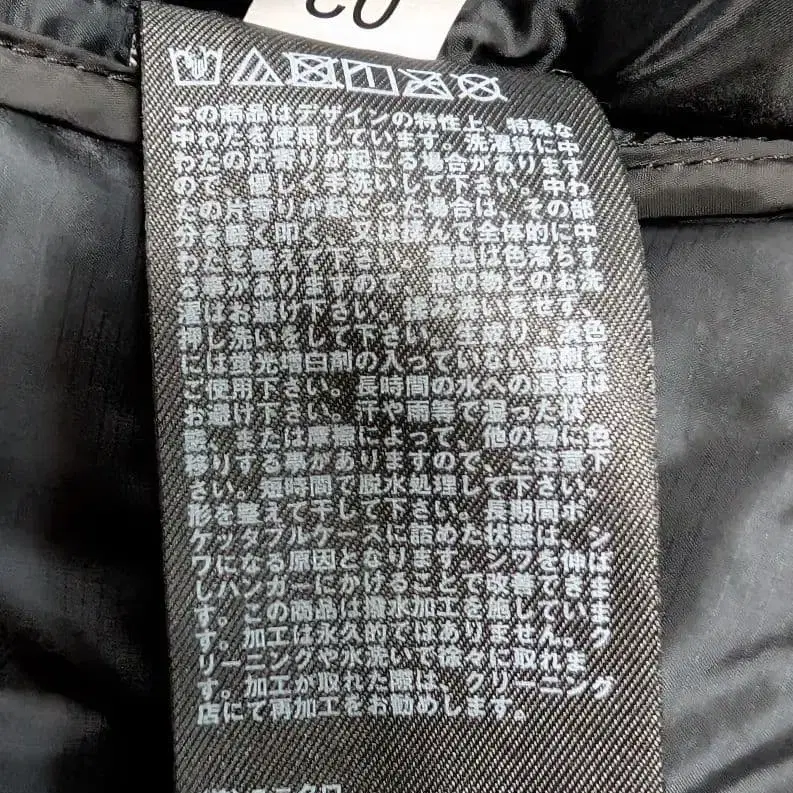 この商品はデザインの特性上、特殊な
中わたを使用しています。洗濯後に中
わたの片寄りが起こる場合があります
ので、優しく手洗いして下さい。中わ
たの片寄りが起こった場合は、その部
分を軽く叩く、又は揉んで全体的に中
わたを整えて下さい。濃色は色落ちす
る事がありますので、他の物とのお洗
濯はお避け下さい。揉み洗いをせず、
押し洗いをして下さい。生成り・淡色
には蛍光増白剤の入っていない洗剤を
ご使用下さい。長時間の水への浸漬は
お避け下さい。汗や雨等で湿った状
態、または摩擦によって、他の物に色
移りする事がありますので、ご注意下
さい。短時間で脱水処理して下さい。
形を整えて干して下さい。長期間ポ
ケッタブルケースに詰めた状態は、シ
ワになる原因となります。シワを伸ば
しハンガーにかけることで改善できま
す。この商品は撥水加工を施していま
す。加工は永久的ではありません。ク
リーニングや水洗いで徐々に取れま
す。加工が取れた際は、クリーニング
店にて再加工をお勧めします。